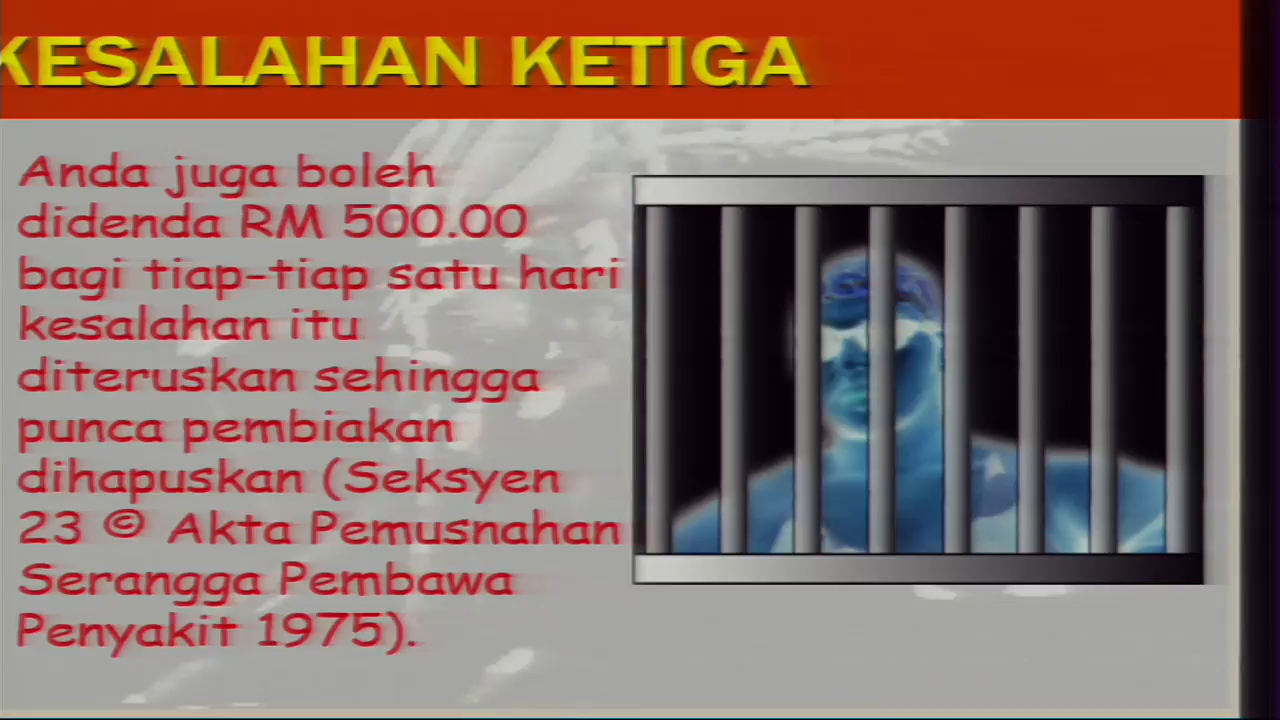 KESALAHAN KETIGA
Anda juga boleh
didenda RM 500.00
bagi tiap-tiap satu hari
kesalahan itu
diteruskan sehingga
punca pembiakan
dihapuskan (Seksyen
23 © Akta Pemusnahan
Serangga Pembawa
Penyakit 1975).